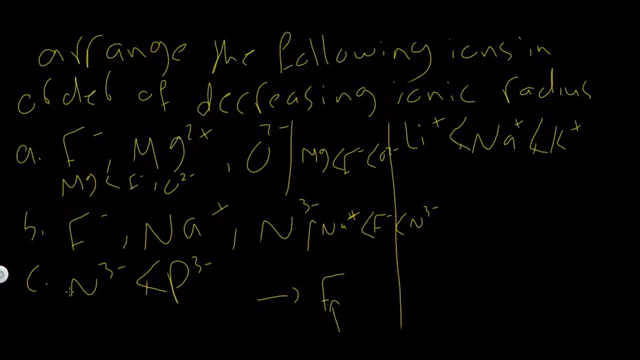 arrange the following ions in
order of decreasing ionic radius
a. F⁻, Mg²⁺, O²⁻ | Mg<F⁻<O²⁻ | Li⁺ < Na⁺ < K⁺
Mg< F⁻, O²⁻
b. F⁻, Na⁺, N³⁻ | Na⁺ < F⁻ < N³⁻
c. N³⁻ < P³⁻
→ F